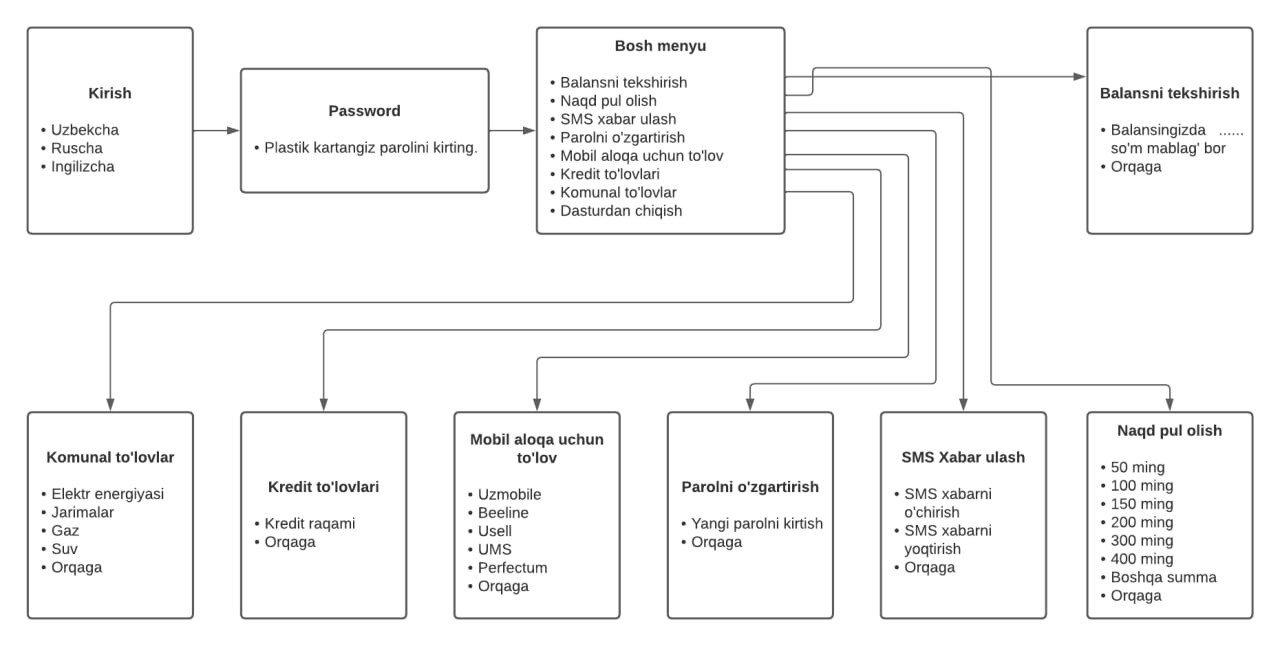 Kirish
• Uzbekcha
• Ruscha
• Ingilizcha
Password
• Plastik kartangiz parolini kirting.
Bosh menyu
• Balansni tekshirish
• Naqd pul olish
• SMS xabar ulash
• Parolni o'zgartirish
• Mobil aloqa uchun to'lov
• Kredit to'lovlari
• Komunal to'lovlar
• Dasturdan chiqish
Balansni tekshirish
• Balansingizda ......
so'm mablag' bor
• Orqaga
Komunal to'lovlar
• Elektr energiyasi
• Jarimalar
• Gaz
• Suv
• Orqaga
Kredit to'lovlari
• Kredit raqami
• Orqaga
Mobil aloqa uchun
to'lov
• Uzmobile
• Beeline
• Usell
• UMS
• Perfectum
• Orqaga
Parolni o'zgartirish
• Yangi parolni kirtish
• Orqaga
SMS Xabar ulash
• SMS xabarni
o'chirish
• SMS xabarni
yoqtirish
• Orqaga
Naqd pul olish
• 50 ming
• 100 ming
• 150 ming
• 200 ming
• 300 ming
• 400 ming
• Boshqa summa
• Orqaga